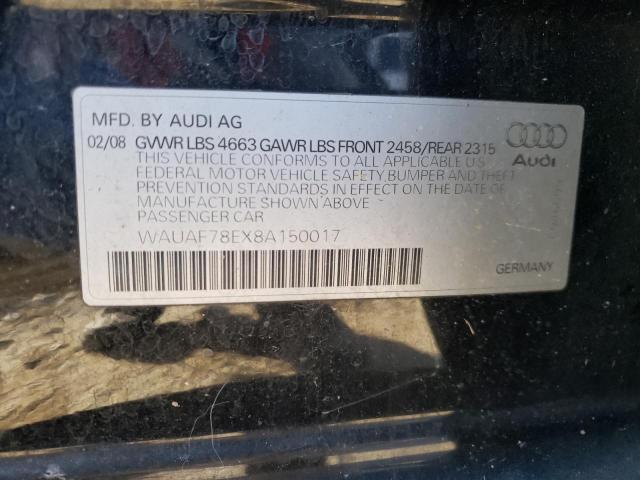 MFD. BY AUDI AG
02/08 GVWR LBS 4663 GAWR LBS FRONT 2458/REAR 2315
THIS VEHICLE CONFORMS TO ALL APPLICABLE U.S.
FEDERAL MOTOR VEHICLE SAFETY, BUMPER AND THEFT
PREVENTION STANDARDS IN EFFECT ON THE DATE OF
MANUFACTURE SHOWN ABOVE
PASSENGER CAR
WAUAF78EX8A150017
Audi
GERMANY